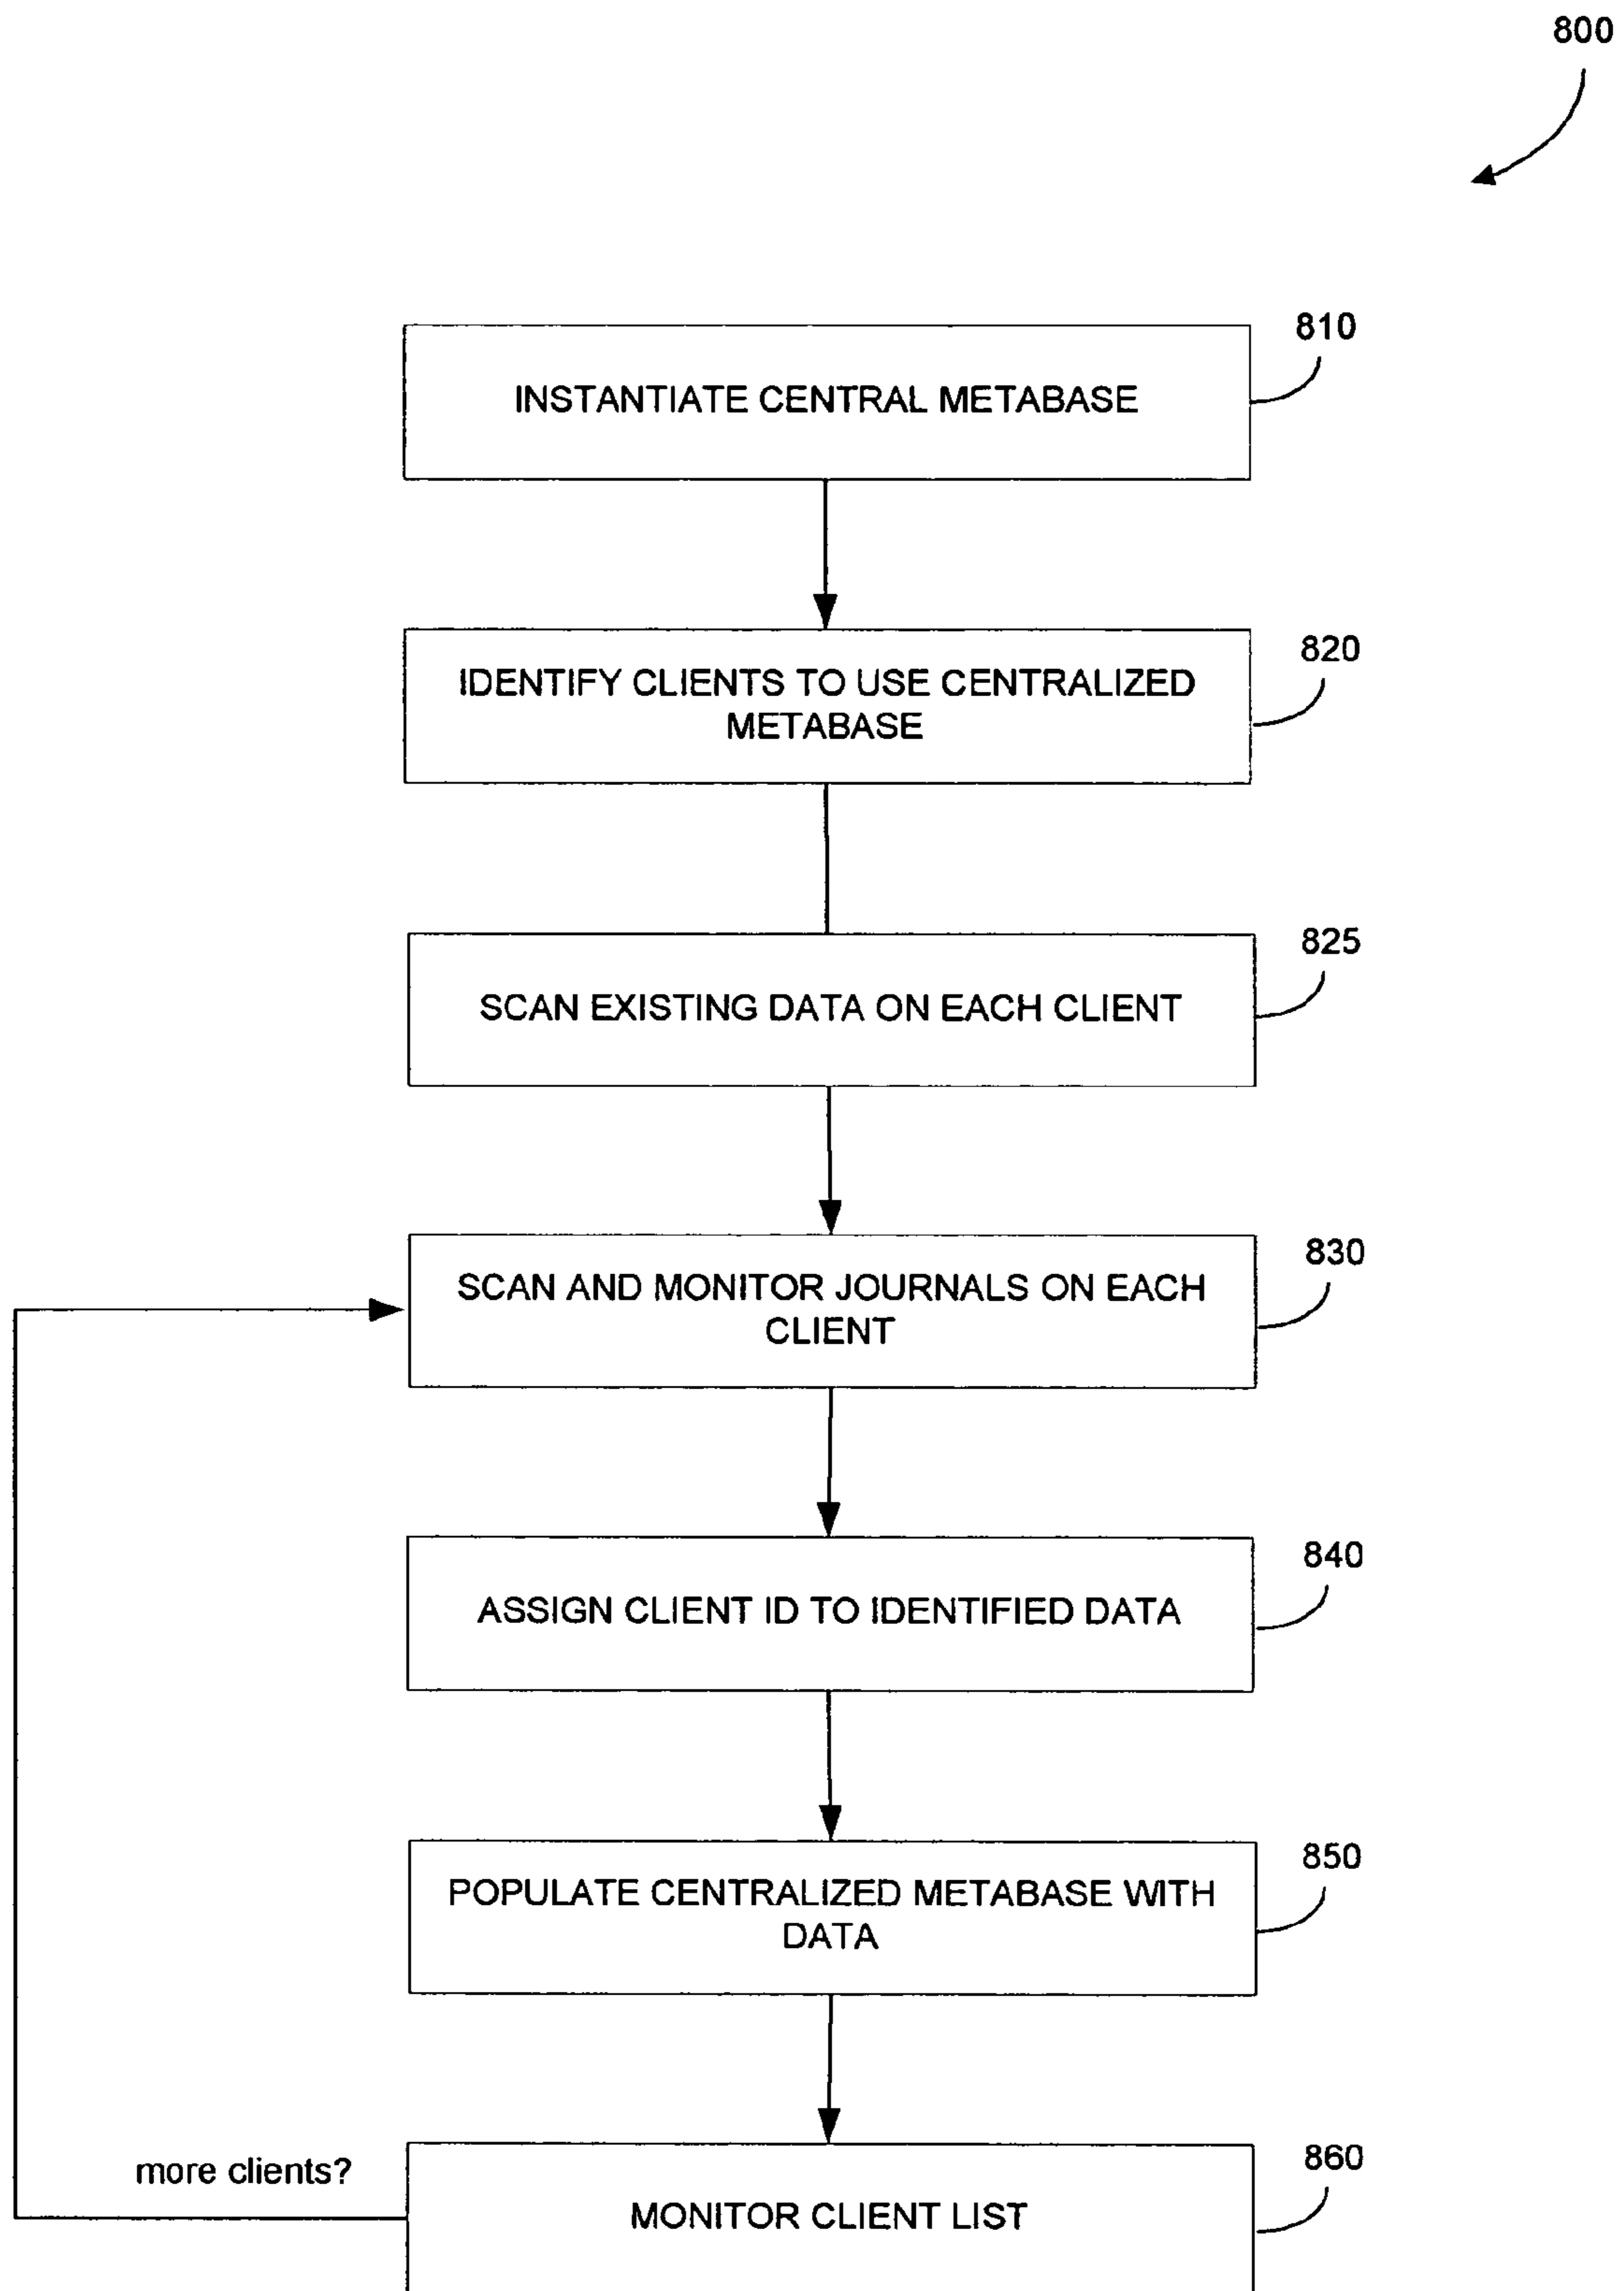 800
810
INSTANTIATE CENTRAL METABASE
820
IDENTIFY CLIENTS TO USE CENTRALIZED
METABASE
825
SCAN EXISTING DATA ON EACH CLIENT
830
SCAN AND MONITOR JOURNALS ON EACH
CLIENT
840
ASSIGN CLIENT ID TO IDENTIFIED DATA
850
POPULATE CENTRALIZED METABASE WITH
DATA
860
more clients?
MONITOR CLIENT LIST